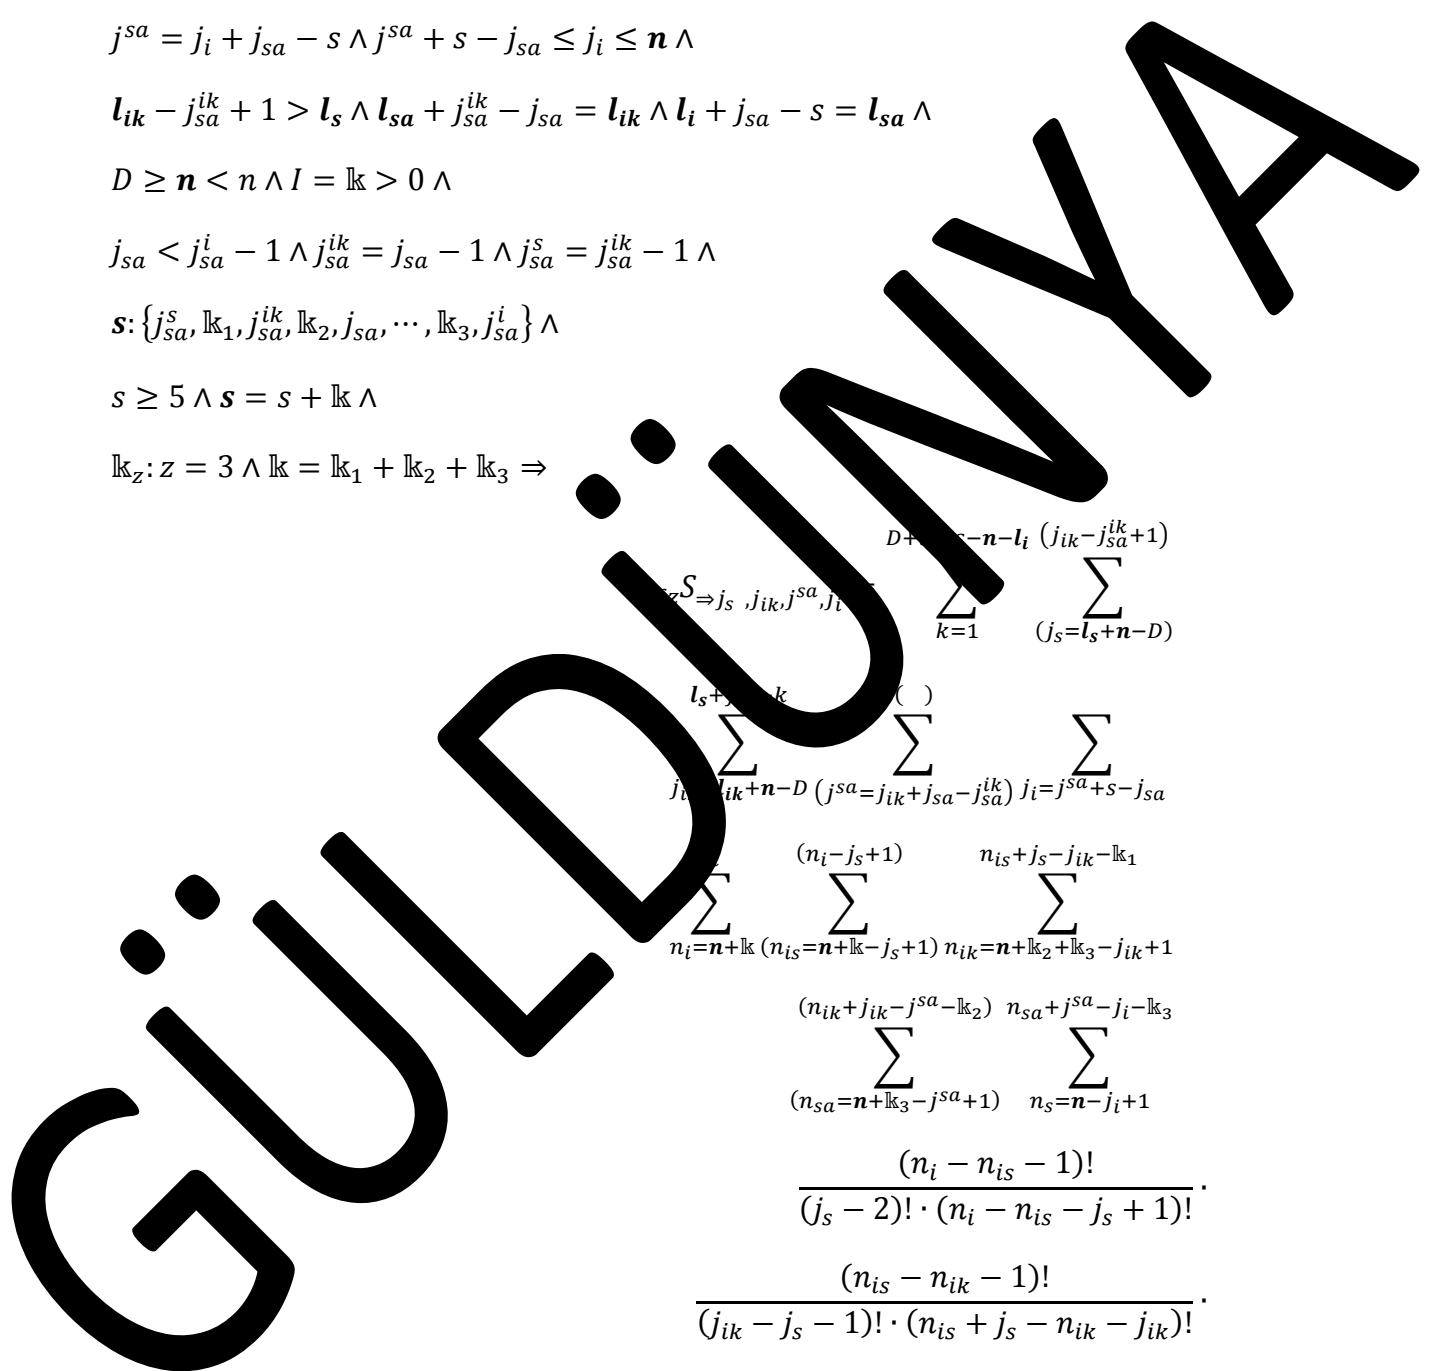 j^{sa} = j_i + j_{sa} − s ∧ j^{sa} + s − j_{sa} ≤ j_i ≤ 𝒏 ∧
𝒍_{𝒊𝒌} − j_{sa}^{ik} + 1 > 𝒍_𝒔 ∧ 𝒍_{𝒔𝒂} + j_{sa}^{ik} − j_{sa} = 𝒍_{𝒊𝒌} ∧ 𝒍_𝒊 + j_{sa} − s = 𝒍_{𝒔𝒂} ∧
D ≥ 𝒏 < n ∧ I = 𝕜 > 0 ∧
j_{sa} < j_{sa}^{i} − 1 ∧ j_{sa}^{ik} = j_{sa} − 1 ∧ j_{sa}^{s} = j_{sa}^{ik} − 1 ∧
𝒔: {j_{sa}^{s}, 𝕜_1, j_{sa}^{ik}, 𝕜_2, j_{sa}, ⋯ , 𝕜_3, j_{sa}^{i}} ∧
s ≥ 5 ∧ 𝒔 = s + 𝕜 ∧
𝕜_z: z = 3 ∧ 𝕜 = 𝕜_1 + 𝕜_2 + 𝕜_3 ⇒
−𝒏−𝒍_𝒊 (j_{ik}−j_{sa}^{ik}+1)
S_{⇒j_s ,j_{ik},j^{sa},j_i} ∑ ∑
k=1 (j_s=𝒍_𝒔+𝒏−D)
( )
∑ ∑ ∑
𝒍_{𝒊𝒌}+𝒏−D (j^{sa}=j_{ik}+j_{sa}−j_{sa}^{ik}) j_i=j^{sa}+s−j_{sa}
(n_i−j_s+1) n_{is}+j_s−j_{ik}−𝕜_1
∑ ∑ ∑
n_i=𝒏+𝕜 (n_{is}=𝒏+𝕜−j_s+1) n_{ik}=𝒏+𝕜_2+𝕜_3−j_{ik}+1
(n_{ik}+j_{ik}−j^{sa}−𝕜_2) n_{sa}+j^{sa}−j_i−𝕜_3
∑ ∑
(n_{sa}=𝒏+𝕜_3−j^{sa}+1) n_s=𝒏−j_i+1
(n_i − n_{is} − 1)!
(j_s − 2)! · (n_i − n_{is} − j_s + 1)! ·
(n_{is} − n_{ik} − 1)!
(j_{ik} − j_s − 1)! · (n_{is} + j_s − n_{ik} − j_{ik})! ·
GÜLDÜNYA